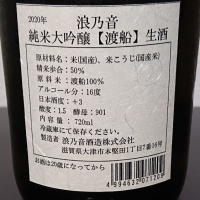 2020年
浪乃音
純米大吟醸【渡船】生酒
原材料名：米(国産)、米こうじ(国産米)
精米歩合：50%
原料米：渡船100%
アルコール分：16度
日本酒度：+3
酸度：1.5 酵母：901
内容量：720ml
冷蔵庫にて保存ください。
製造者 浪乃音酒造株式会社
滋賀県大津市本堅田1丁目7番16号
お酒は20歳になってから